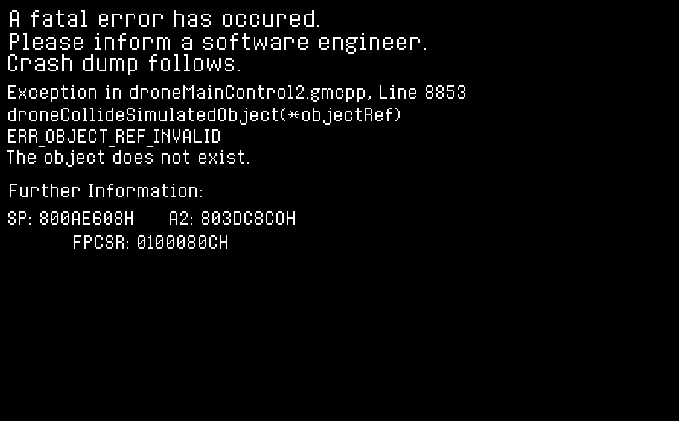 A fatal error has occured.
Please inform a software engineer.
Crash dump follows.
Exception in droneMainControl2.gmcpp, Line 8853
droneCollideSimulatedObject(*objectRef)
ERR_OBJECT_REF_INVALID
The object does not exist.
Further Information:
SP: 800AE608H A2: 803DC8C0H
FPCSR: 0100080CH